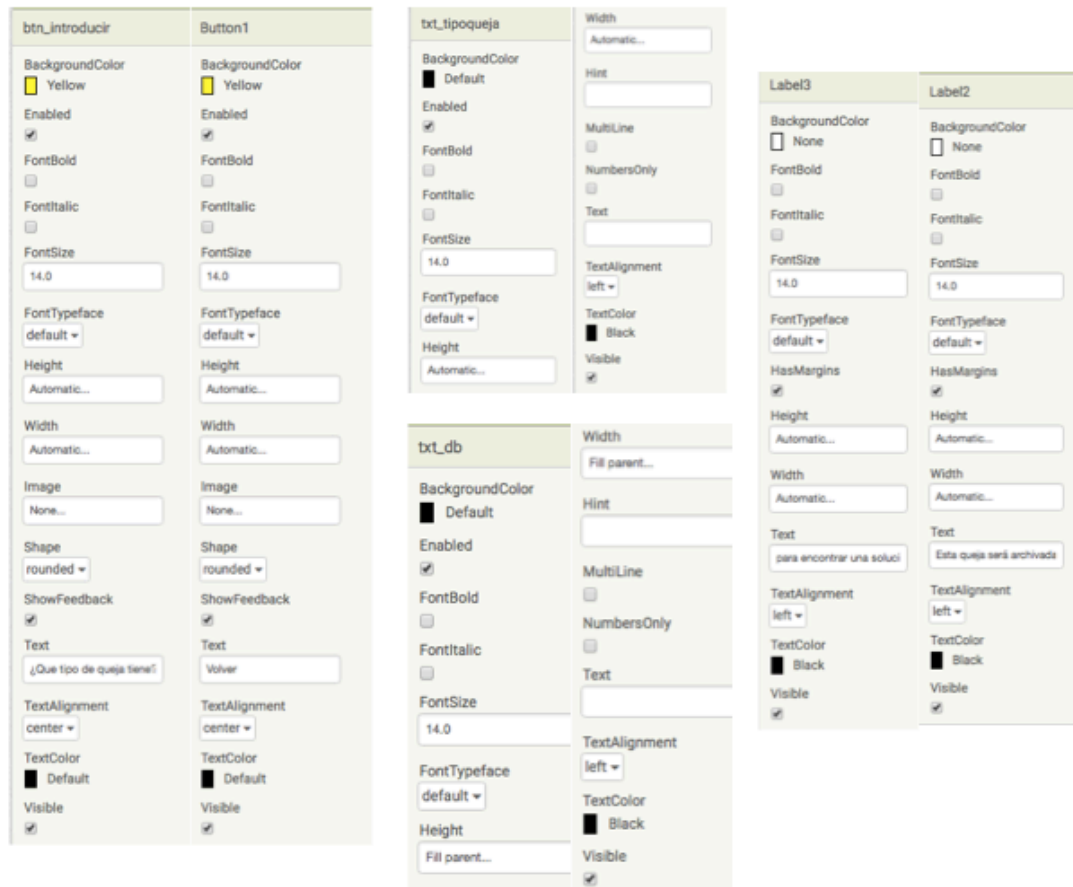 btn_introducir
BackgroundColor
Yellow
Enabled
FontBold
FontItalic
FontSize
14.0
FontTypeface
default
Height
Automatic...
Width
Automatic...
Image
None...
Shape
rounded
ShowFeedback
Text
¿Que tipo de queja tiene?
TextAlignment
center
TextColor
Default
Visible
Button1
BackgroundColor
Yellow
Enabled
FontBold
FontItalic
FontSize
14.0
FontTypeface
default
Height
Automatic...
Width
Automatic...
Image
None...
Shape
rounded
ShowFeedback
Text
Volver
TextAlignment
center
TextColor
Default
Visible
txt_tipoqueja
BackgroundColor
Default
Enabled
FontBold
FontItalic
FontSize
14.0
FontTypeface
default
Height
Automatic...
Width
Automatic...
Hint
MultiLine
NumbersOnly
Text
TextAlignment
left
TextColor
Black
Visible
txt_db
BackgroundColor
Default
Enabled
FontBold
FontItalic
FontSize
14.0
FontTypeface
default
Height
Fill parent...
Width
Fill parent...
Hint
MultiLine
NumbersOnly
Text
TextAlignment
left
TextColor
Black
Visible
Label3
BackgroundColor
None
FontBold
FontItalic
FontSize
14.0
FontTypeface
default
HasMargins
Height
Automatic...
Width
Automatic...
Text
para encontrar una soluci
TextAlignment
left
TextColor
Black
Visible
Label2
BackgroundColor
None
FontBold
FontItalic
FontSize
14.0
FontTypeface
default
HasMargins
Height
Automatic...
Width
Automatic...
Text
Esta queja será archivada
TextAlignment
left
TextColor
Black
Visible